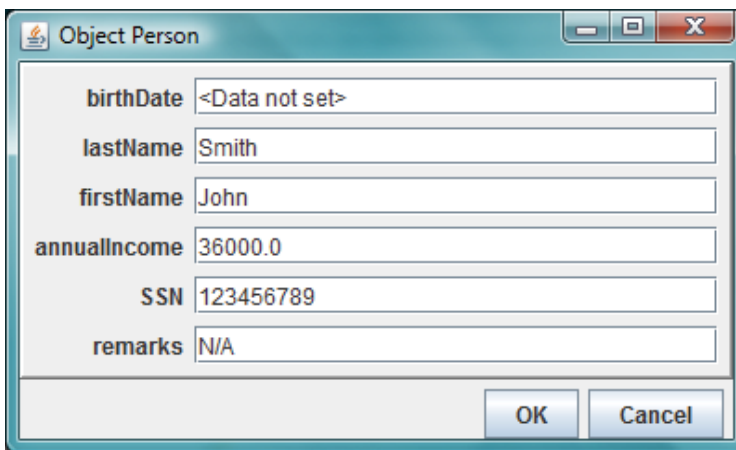 Object Person
birthDate <Data not set>
lastName Smith
firstName John
annualIncome 36000.0
SSN 123456789
remarks N/A
OK Cancel